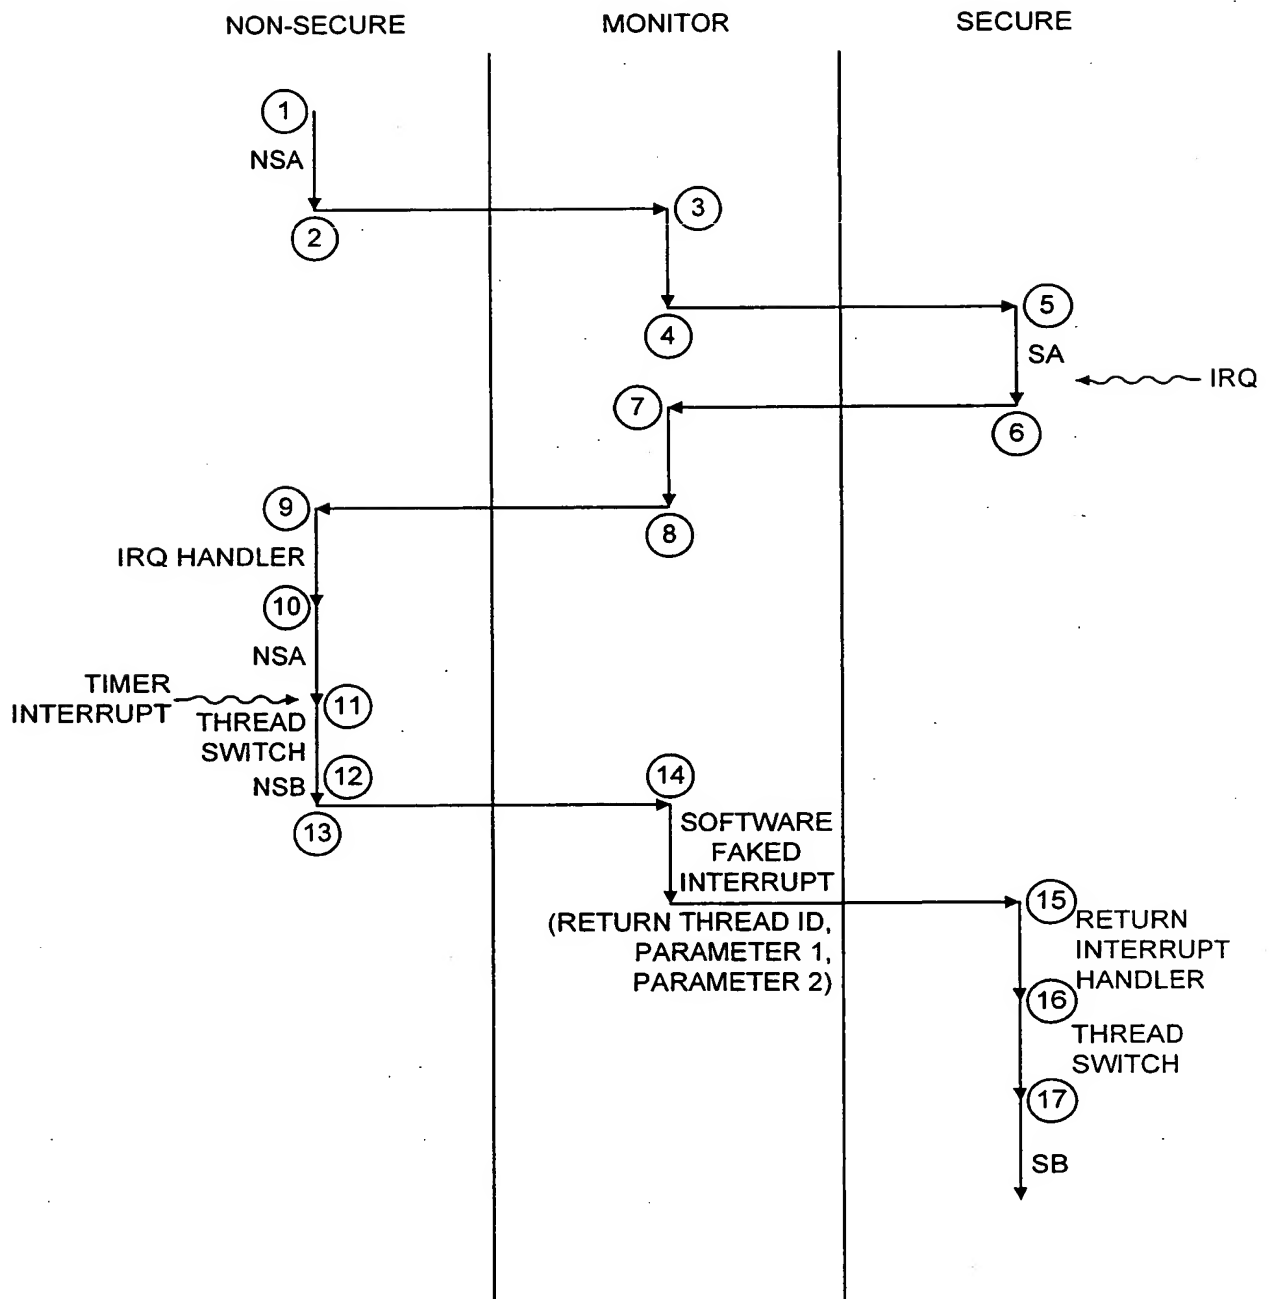 NON-SECURE
MONITOR
SECURE
1
NSA
2
3
4
5
SA
IRQ
6
7
8
9
IRQ HANDLER
10
NSA
TIMER
INTERRUPT
11
THREAD
SWITCH
NSB
12
13
14
SOFTWARE
FAKED
INTERRUPT
(RETURN THREAD ID,
PARAMETER 1,
PARAMETER 2)
15
RETURN
INTERRUPT
HANDLER
16
THREAD
SWITCH
17
SB